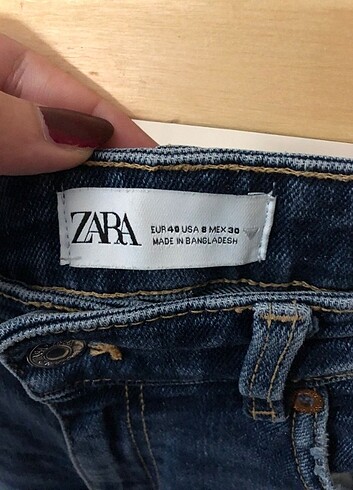 ZARA
EUR 40 USA 8 MEX 30
MADE IN BANGLADESH